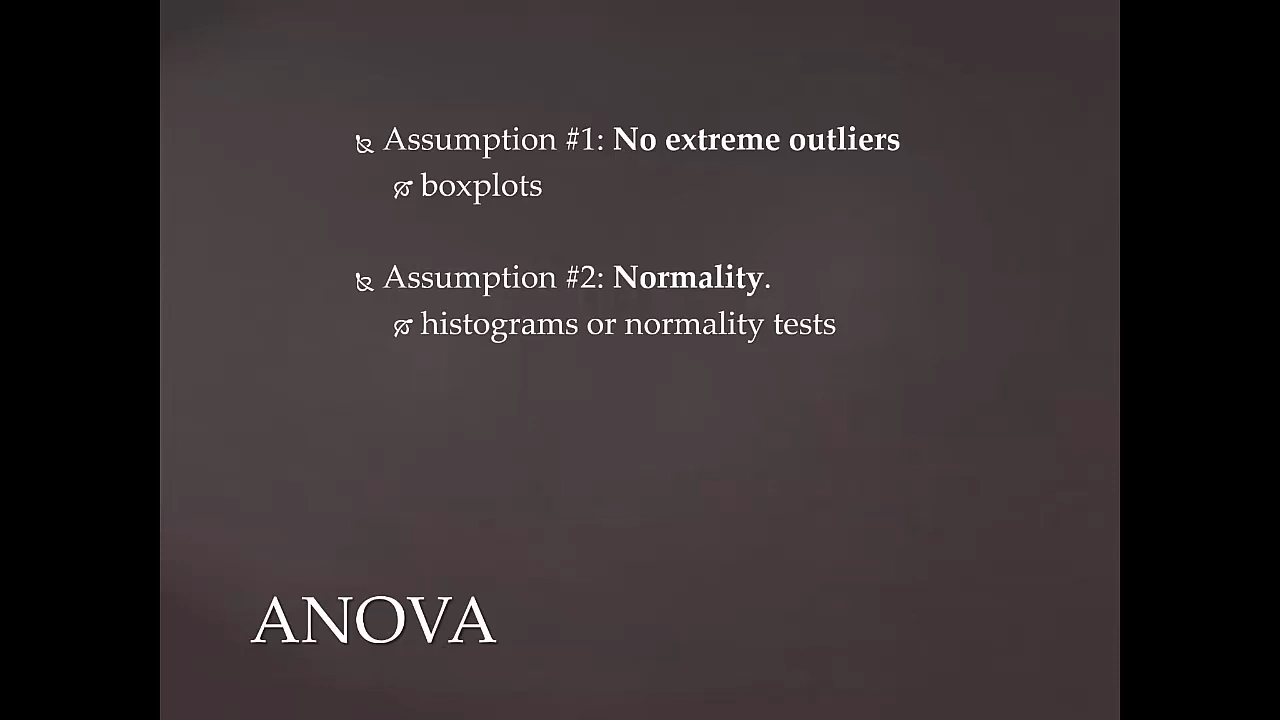 Assumption #1: No extreme outliers
boxplots
Assumption #2: Normality.
histograms or normality tests
ANOVA